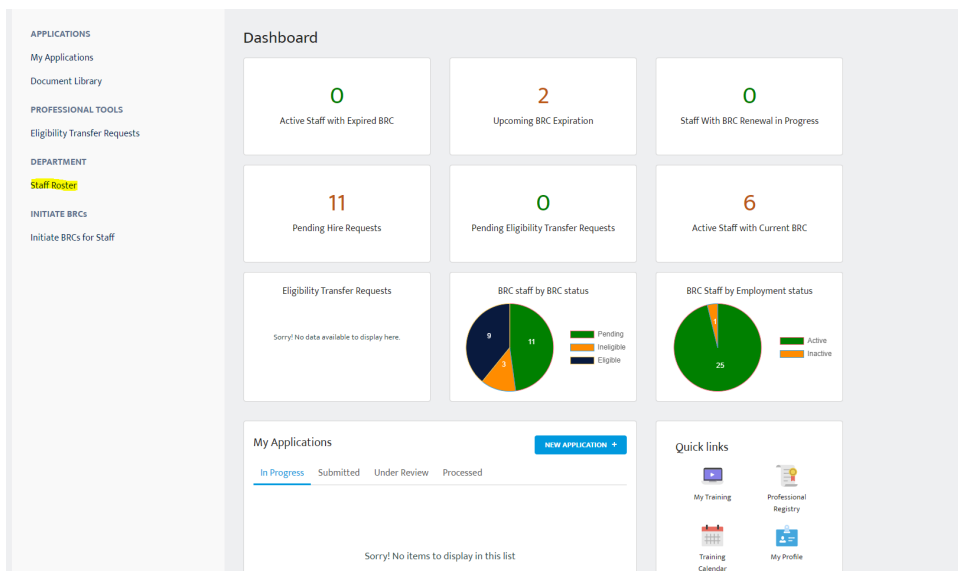 APPLICATIONS
My Applications
Document Library
PROFESSIONAL TOOLS
Eligibility Transfer Requests
DEPARTMENT
Staff Roster
INITIATE BRCs
Initiate BRCs for Staff
Dashboard
0
Active Staff with Expired BRC
2
Upcoming BRC Expiration
0
Staff With BRC Renewal in Progress
11
Pending Hire Requests
0
Pending Eligibility Transfer Requests
6
Active Staff with Current BRC
Eligibility Transfer Requests
Sorry! No data available to display here.
BRC staff by BRC status
9
11
3
Pending
Ineligible
Eligible
BRC Staff by Employment status
1
25
Active
Inactive
My Applications
NEW APPLICATION +
In Progress Submitted Under Review Processed
Sorry! No items to display in this list
Quick links
My Training
Professional
Registry
Training
Calendar
My Profile